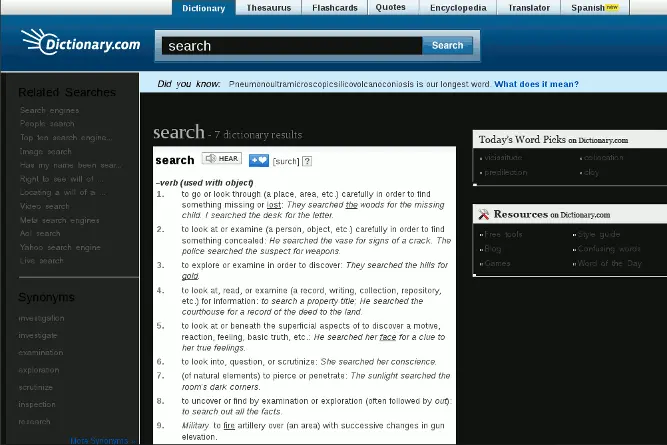 Dictionary Thesaurus Flashcards Quotes Encyclopedia Translator Spanish new
Dictionary.com
search Search
Did you know: Pneumonoultramicroscopicsilicovolcanoconiosis is our longest word. What does it mean?
Related Searches
Search engines
People search
Top ten search engine...
Image search
Has my name been sear...
Right to see will of ...
Locating a will of a ...
Video search
Meta search engines
Aol search
Yahoo search engine
Live search
Synonyms
investigation
investigate
examination
exploration
scrutinize
inspection
research
More Synonyms »
search - 7 dictionary results
search HEAR [surch] ?
–verb (used with object)
1. to go or look through (a place, area, etc.) carefully in order to find
something missing or lost: They searched the woods for the missing
child. I searched the desk for the letter.
2. to look at or examine (a person, object, etc.) carefully in order to find
something concealed: He searched the vase for signs of a crack. The
police searched the suspect for weapons.
3. to explore or examine in order to discover: They searched the hills for
gold.
4. to look at, read, or examine (a record, writing, collection, repository,
etc.) for information: to search a property title; He searched the
courthouse for a record of the deed to the land.
5. to look at or beneath the superficial aspects of to discover a motive,
reaction, feeling, basic truth, etc.: He searched her face for a clue to
her true feelings.
6. to look into, question, or scrutinize: She searched her conscience.
7. (of natural elements) to pierce or penetrate: The sunlight searched the
room's dark corners.
8. to uncover or find by examination or exploration (often followed by out):
to search out all the facts.
9. Military. to fire artillery over (an area) with successive changes in gun
elevation.
Today's Word Picks on Dictionary.com
vicissitude collocation
predilection cloy
Resources on Dictionary.com
Free tools Style guide
Blog Confusing words
Games Word of the Day